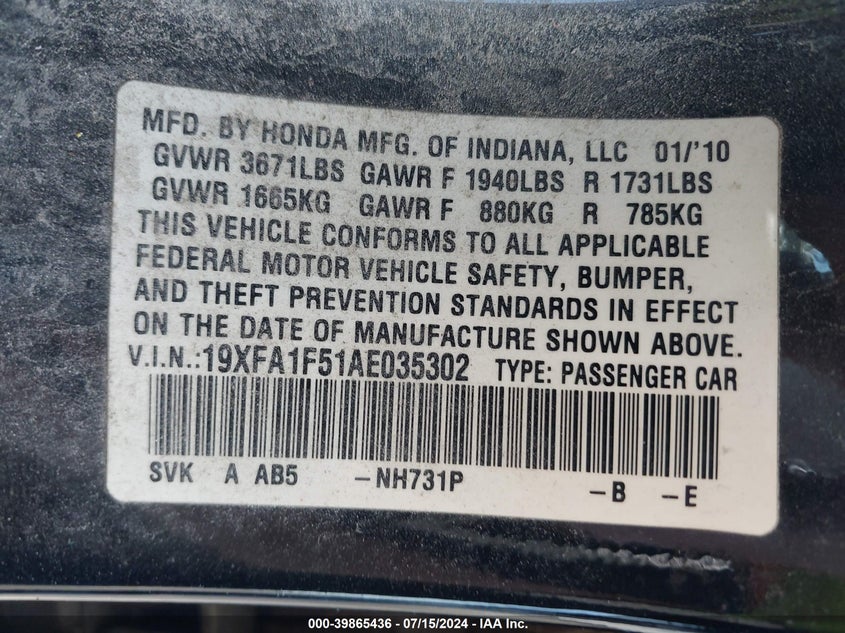 MFD. BY HONDA MFG. OF INDIANA, LLC 01/'10
GVWR 3671LBS GAWR F 1940LBS R 1731LBS
GVWR 1665KG GAWR F 880KG R 785KG
THIS VEHICLE CONFORMS TO ALL APPLICABLE
FEDERAL MOTOR VEHICLE SAFETY, BUMPER,
AND THEFT PREVENTION STANDARDS IN EFFECT
ON THE DATE OF MANUFACTURE SHOWN ABOVE.
V.I.N.:19XFA1F51AE035302 TYPE: PASSENGER CAR
SVK A AB5 –NH731P –B –E
000-39865436 - 07/15/2024 - IAA Inc.